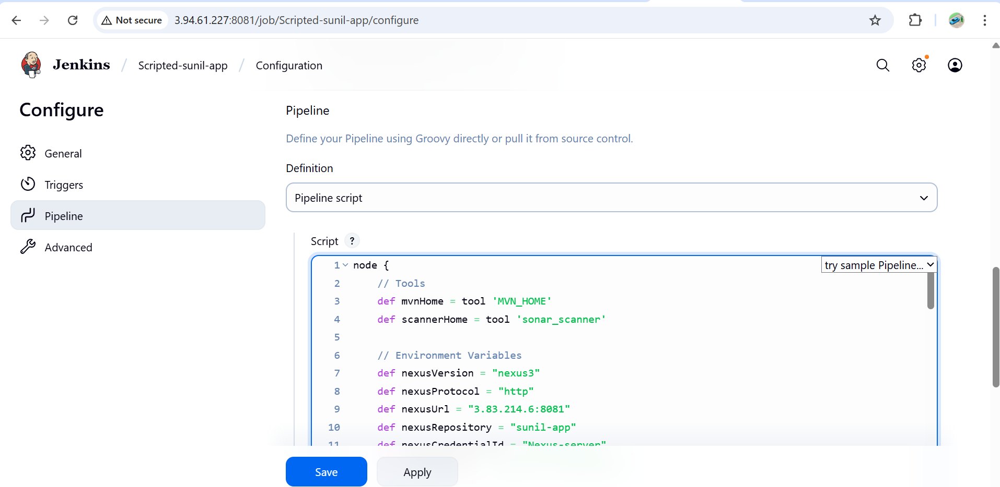 Not secure 3.94.61.227:8081/job/Scripted-sunil-app/configure
Jenkins / Scripted-sunil-app / Configuration
Configure
General
Triggers
Pipeline
Advanced
Pipeline
Define your Pipeline using Groovy directly or pull it from source control.
Definition
Pipeline script
Script ?
try sample Pipeline...
1 node {
2 // Tools
3 def mvnHome = tool 'MVN_HOME'
4 def scannerHome = tool 'sonar_scanner'
5
6 // Environment Variables
7 def nexusVersion = "nexus3"
8 def nexusProtocol = "http"
9 def nexusUrl = "3.83.214.6:8081"
10 def nexusRepository = "sunil-app"
11 def nexusCredentialId = "Nexus-server"
Save
Apply